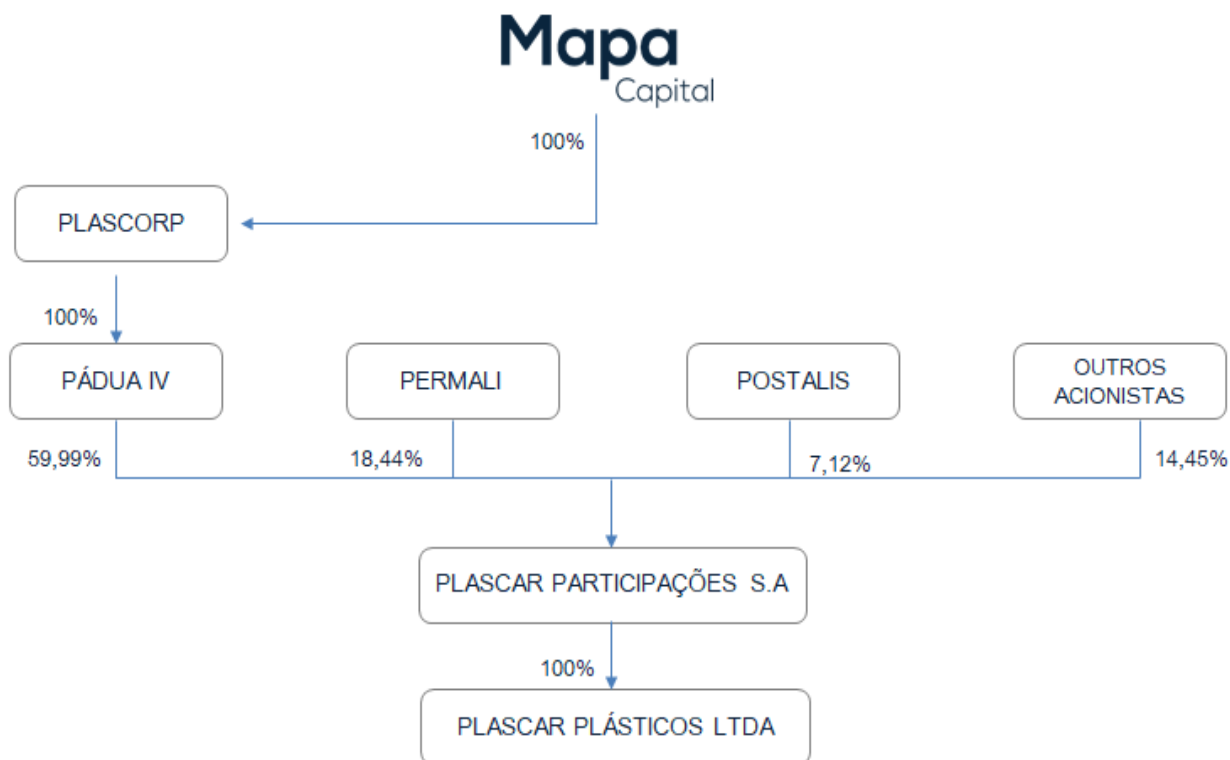 Mapa
Capital
100%
PLASCORP
100%
PÁDUA IV
PERMALI
POSTALIS
OUTROS
ACIONISTAS
59,99%
18,44%
7,12%
14,45%
PLASCAR PARTICIPAÇÕES S.A
100%
PLASCAR PLÁSTICOS LTDA